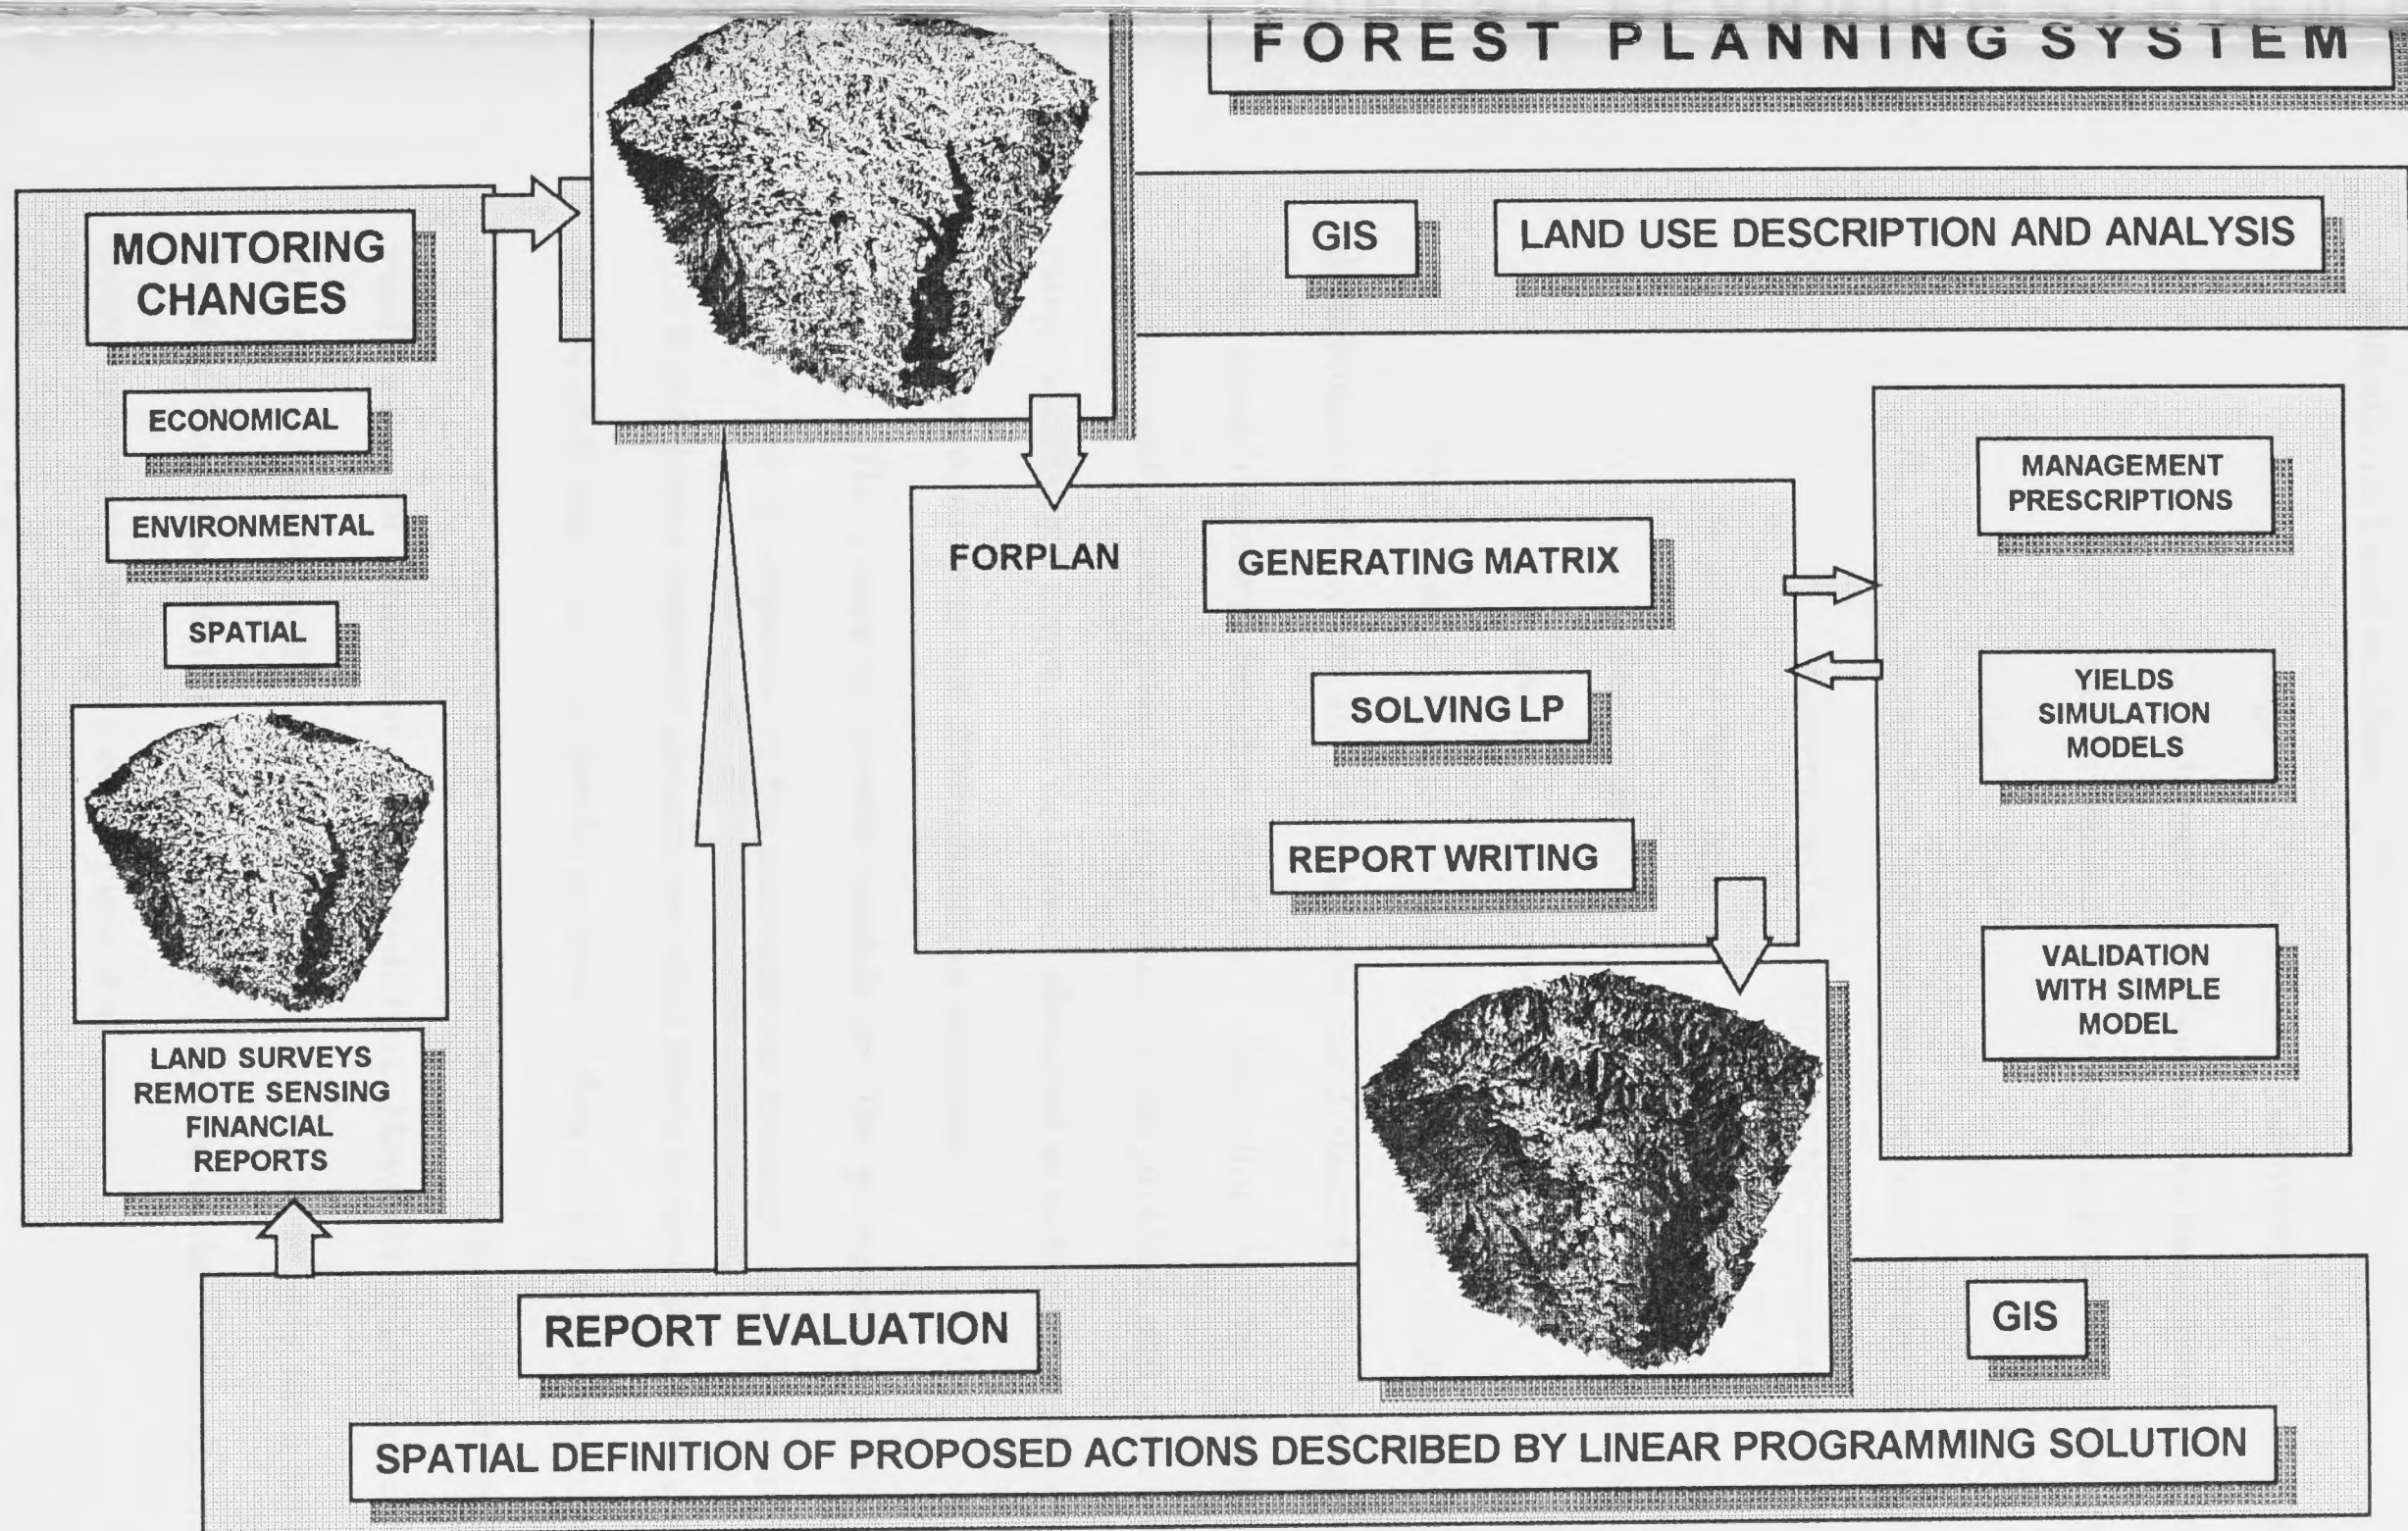 FOREST PLANNING SYSTEM
GIS
LAND USE DESCRIPTION AND ANALYSIS
MONITORING
CHANGES
ECONOMICAL
ENVIRONMENTAL
SPATIAL
LAND SURVEYS
REMOTE SENSING
FINANCIAL
REPORTS
FORPLAN
GENERATING MATRIX
SOLVING LP
REPORT WRITING
MANAGEMENT
PRESCRIPTIONS
YIELDS
SIMULATION
MODELS
VALIDATION
WITH SIMPLE
MODEL
REPORT EVALUATION
GIS
SPATIAL DEFINITION OF PROPOSED ACTIONS DESCRIBED BY LINEAR PROGRAMMING SOLUTION